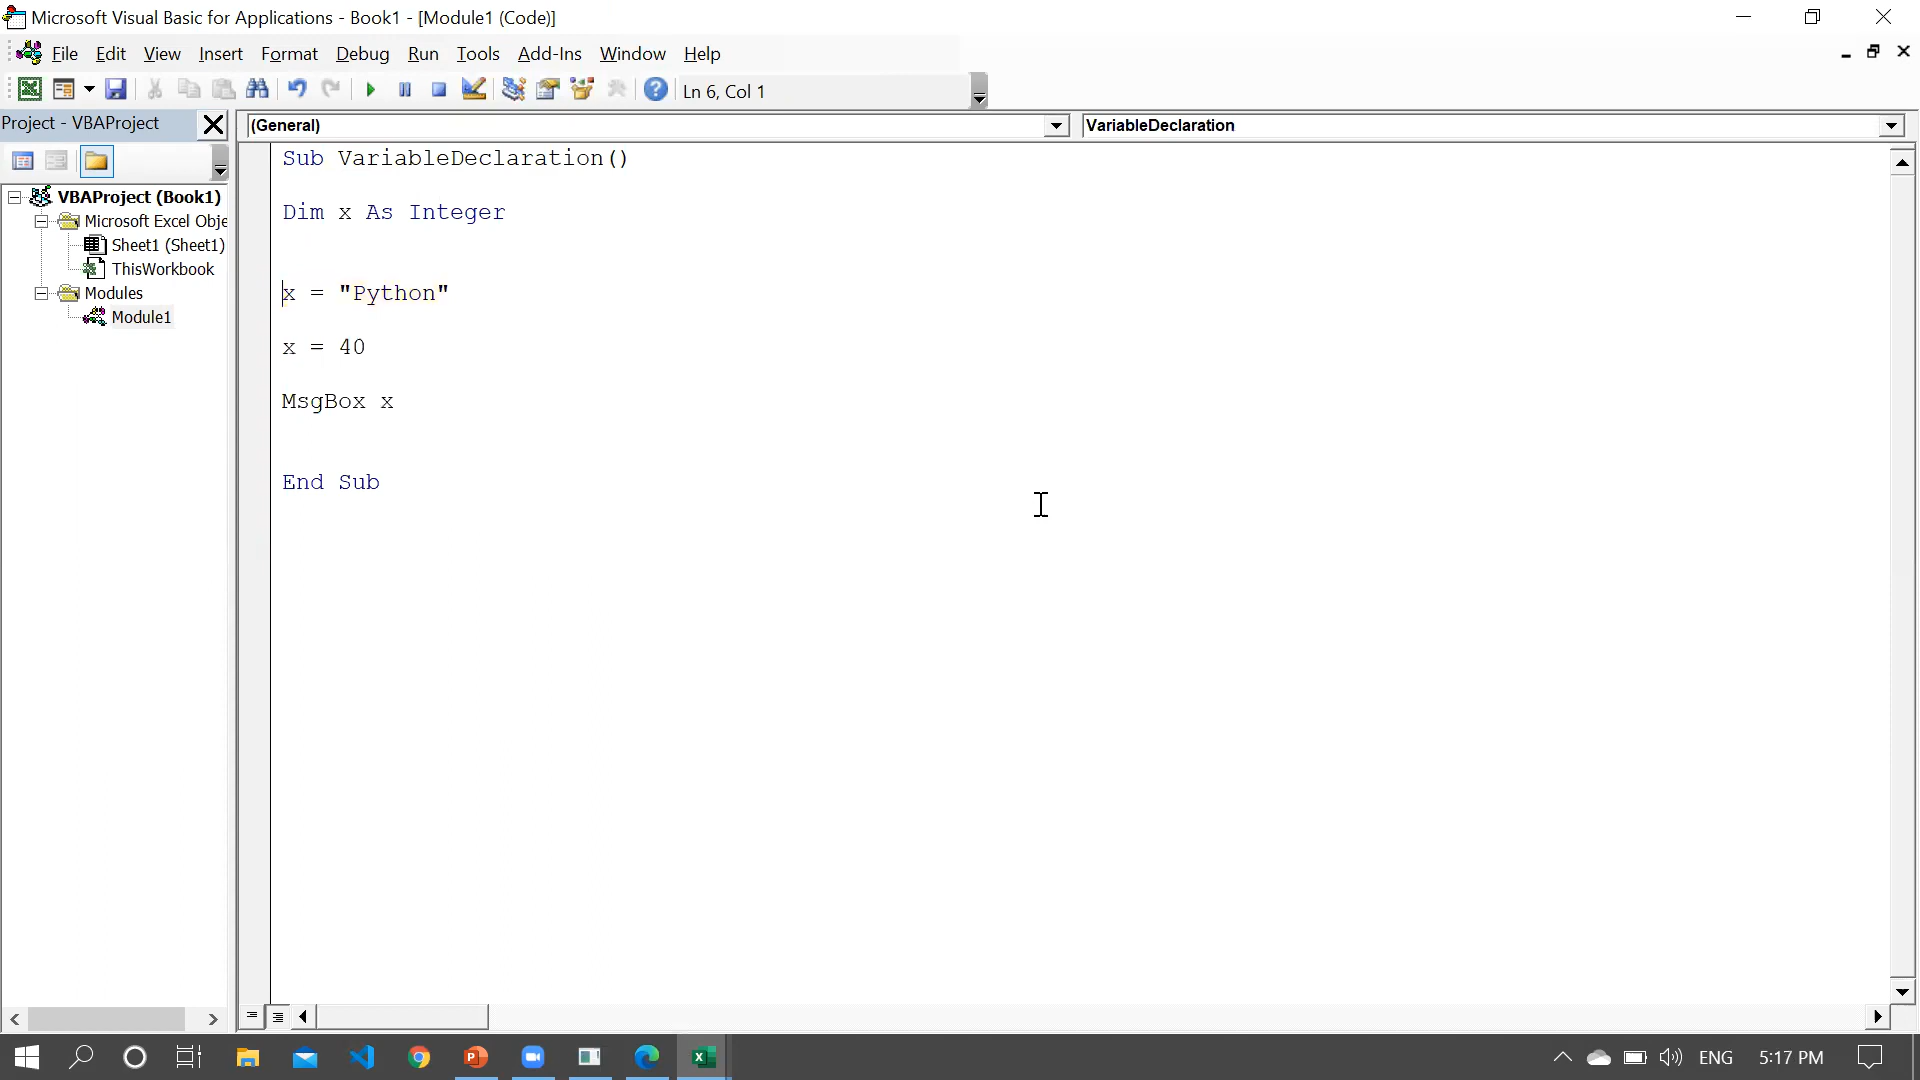 Microsoft Visual Basic for Applications - Book1 - [Module1 (Code)]
File Edit View Insert Format Debug Run Tools Add-Ins Window Help
Ln 6, Col 1
Project - VBAProject
(General)
VariableDeclaration
VBAProject (Book1)
Microsoft Excel Obje
Sheet1 (Sheet1)
ThisWorkbook
Modules
Module1
Sub VariableDeclaration()
Dim x As Integer
x = "Python"
x = 40
MsgBox x
End Sub
ENG
5:17 PM